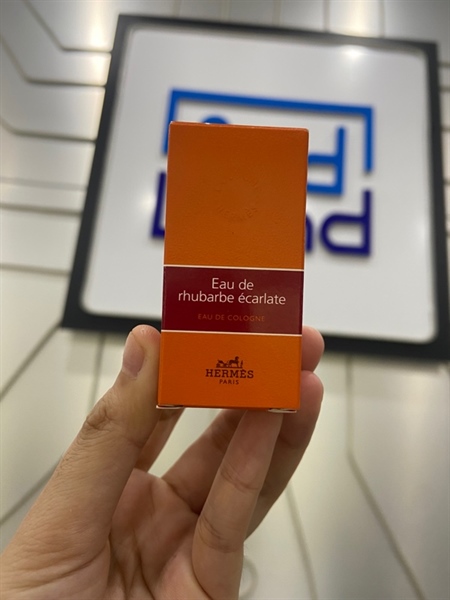 Eau de
rhubarbe écarlate
EAU DE COLOGNE
HERMÈS
PARIS